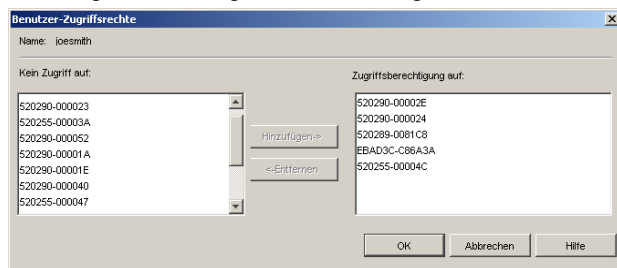 Benutzer-Zugriffsrechte
Name: joesmith
Kein Zugriff auf:
Zugriffsberechtigung auf:
520290-000023
520255-00003A
520290-000052
520290-00001A
520290-00001E
520290-000040
520255-000047
Hinzufügen->
<-Entfernen
520290-00002E
520290-000024
520289-0081C8
EBAD3C-C86A3A
520255-00004C
OK
Abbrechen
Hilfe